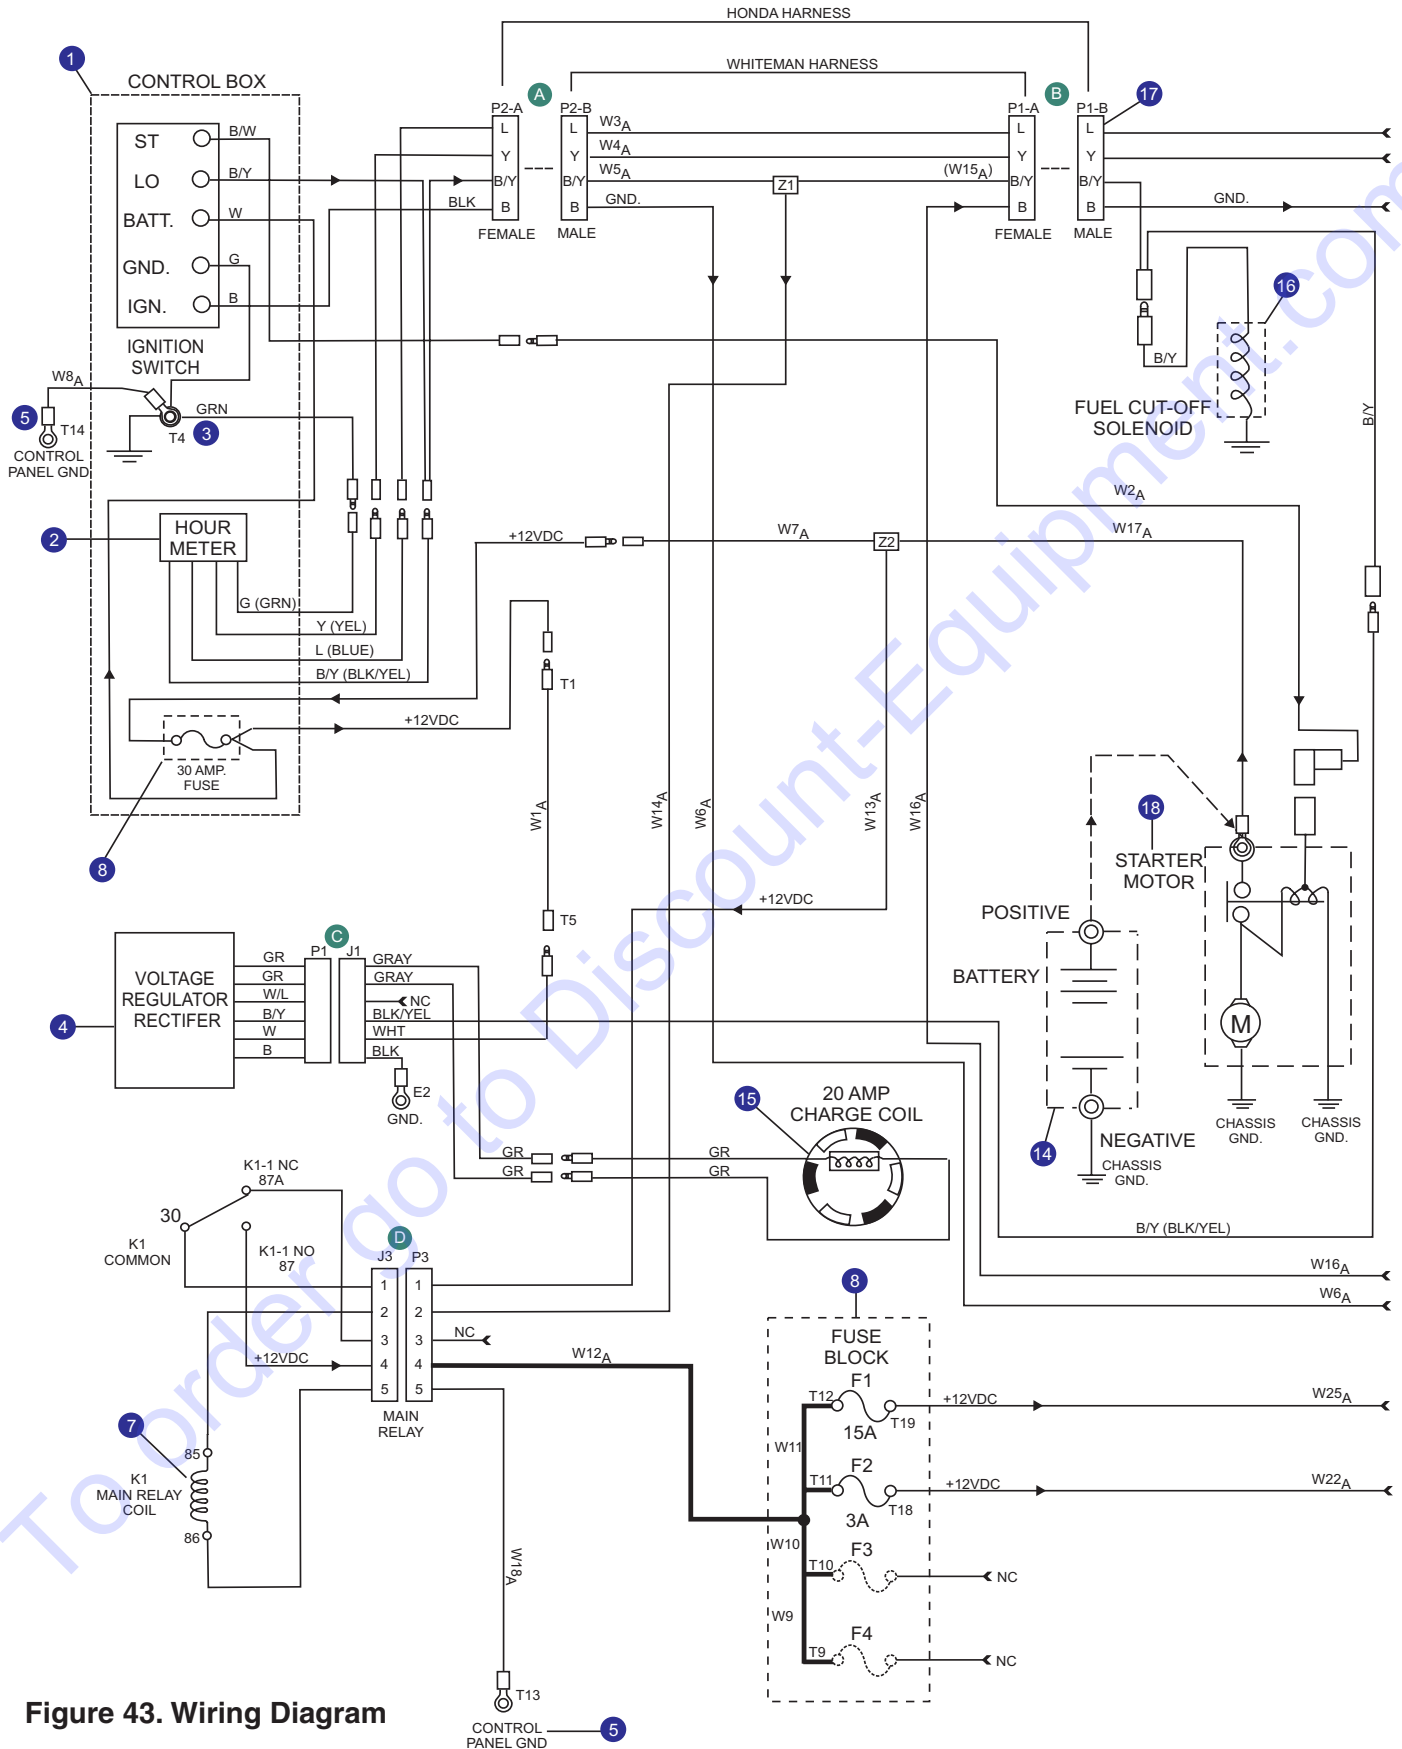 HONDA HARNESS
WHITEMAN HARNESS
1
CONTROL BOX
A
B
17
P2-A
P2-B
P1-A
P1-B
ST
LO
BATT.
GND.
IGN.
B/W
B/Y
W
G
B
IGNITION
SWITCH
BLK
L
Y
B/Y
B
FEMALE
L
Y
B/Y
B
MALE
W3A
W4A
W5A
GND.
Z1
(W15A)
L
Y
B/Y
B
FEMALE
L
Y
B/Y
B
MALE
GND.
16
B/Y
FUEL CUT-OFF
SOLENOID
B/Y
W8A
5
T14
CONTROL
PANEL GND
GRN
T4
3
2
HOUR
METER
G (GRN)
Y (YEL)
L (BLUE)
B/Y (BLK/YEL)
+12VDC
W7A
Z2
W17A
W2A
T1
+12VDC
30 AMP.
FUSE
8
W1A
W14A
W6A
W13A
W16A
+12VDC
T5
18
STARTER
MOTOR
POSITIVE
BATTERY
14
NEGATIVE
CHASSIS
GND.
M
CHASSIS
GND.
CHASSIS
GND.
4
VOLTAGE
REGULATOR
RECTIFER
GR
GR
W/L
B/Y
W
B
C
P1
J1
GRAY
GRAY
NC
BLK/YEL
WHT
BLK
E2
GND.
15
20 AMP
CHARGE COIL
GR
GR
GR
GR
B/Y (BLK/YEL)
K1-1 NC
87A
30
K1
COMMON
K1-1 NO
87
+12VDC
D
J3
P3
1
2
3
4
5
1
2
3
4
5
MAIN
RELAY
NC
W12A
W16A
W6A
7
85
K1
MAIN RELAY
COIL
86
W18A
T13
CONTROL
PANEL GND
5
8
FUSE
BLOCK
F1
T12
15A
T19
+12VDC
W25A
W11
F2
T11
3A
T18
+12VDC
W22A
W10
F3
T10
NC
W9
F4
T9
NC
Figure 43. Wiring Diagram
To order go to Discount-Equipment.com